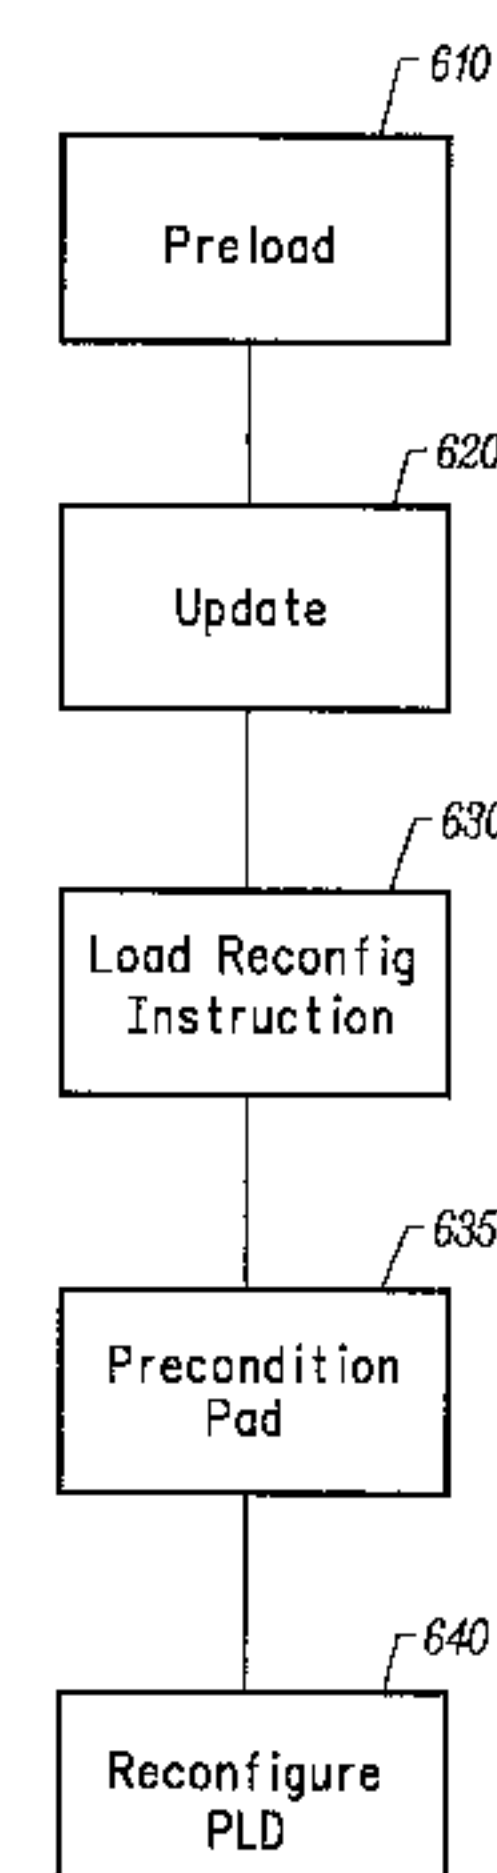 610
Preload
620
Update
630
Load Reconfig
Instruction
635
Precondition
Pad
640
Reconfigure
PLD